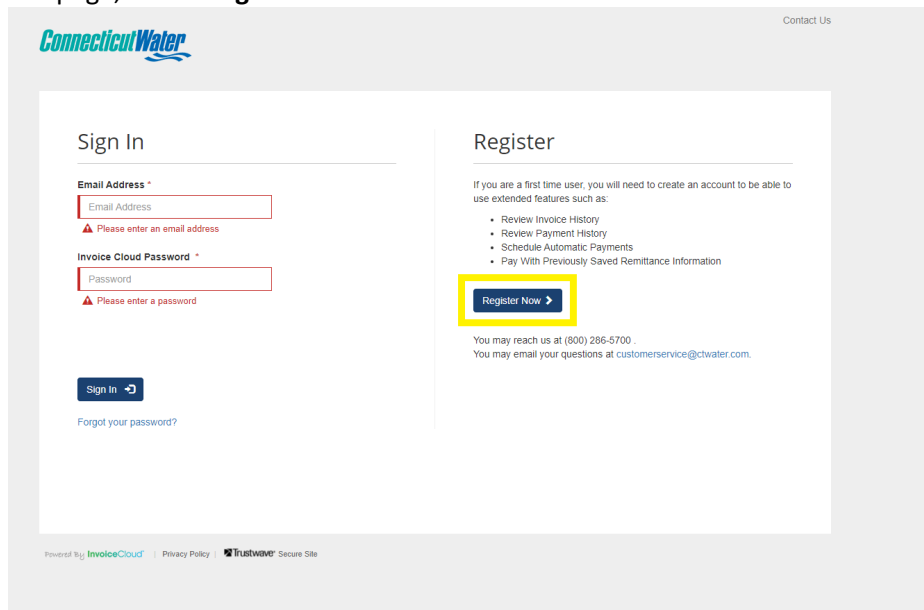 Contact Us
ConnecticutWater
Sign In
Email Address *
Email Address
Please enter an email address
Invoice Cloud Password *
Password
Please enter a password
Sign In
Forgot your password?
Register
If you are a first time user, you will need to create an account to be able to
use extended features such as:
• Review Invoice History
• Review Payment History
• Schedule Automatic Payments
• Pay With Previously Saved Remittance Information
Register Now
You may reach us at (800) 286-5700 .
You may email your questions at customerservice@ctwater.com.
Powered By InvoiceCloud | Privacy Policy | Trustwave Secure Site